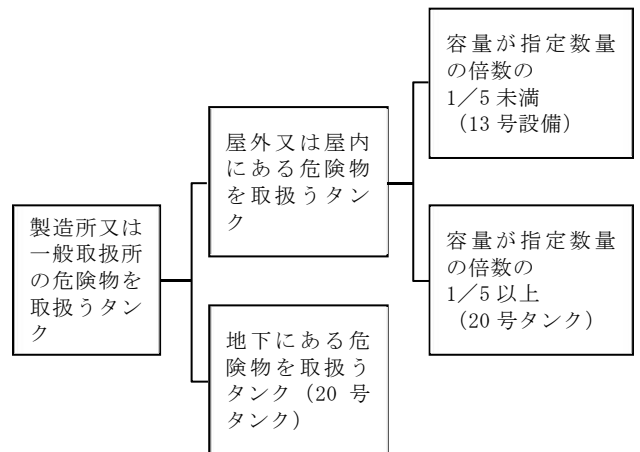 製造所又は
一般取扱所
の危険物を
取扱うタン
ク
屋外又は屋内
にある危険物
を取扱うタン
ク
地下にある危
険物を取扱う
タンク（20 号
タンク）
容量が指定数量
の倍数の
1／5 未満
（13 号設備）
容量が指定数量
の倍数の
1／5 以上
（20 号タンク）